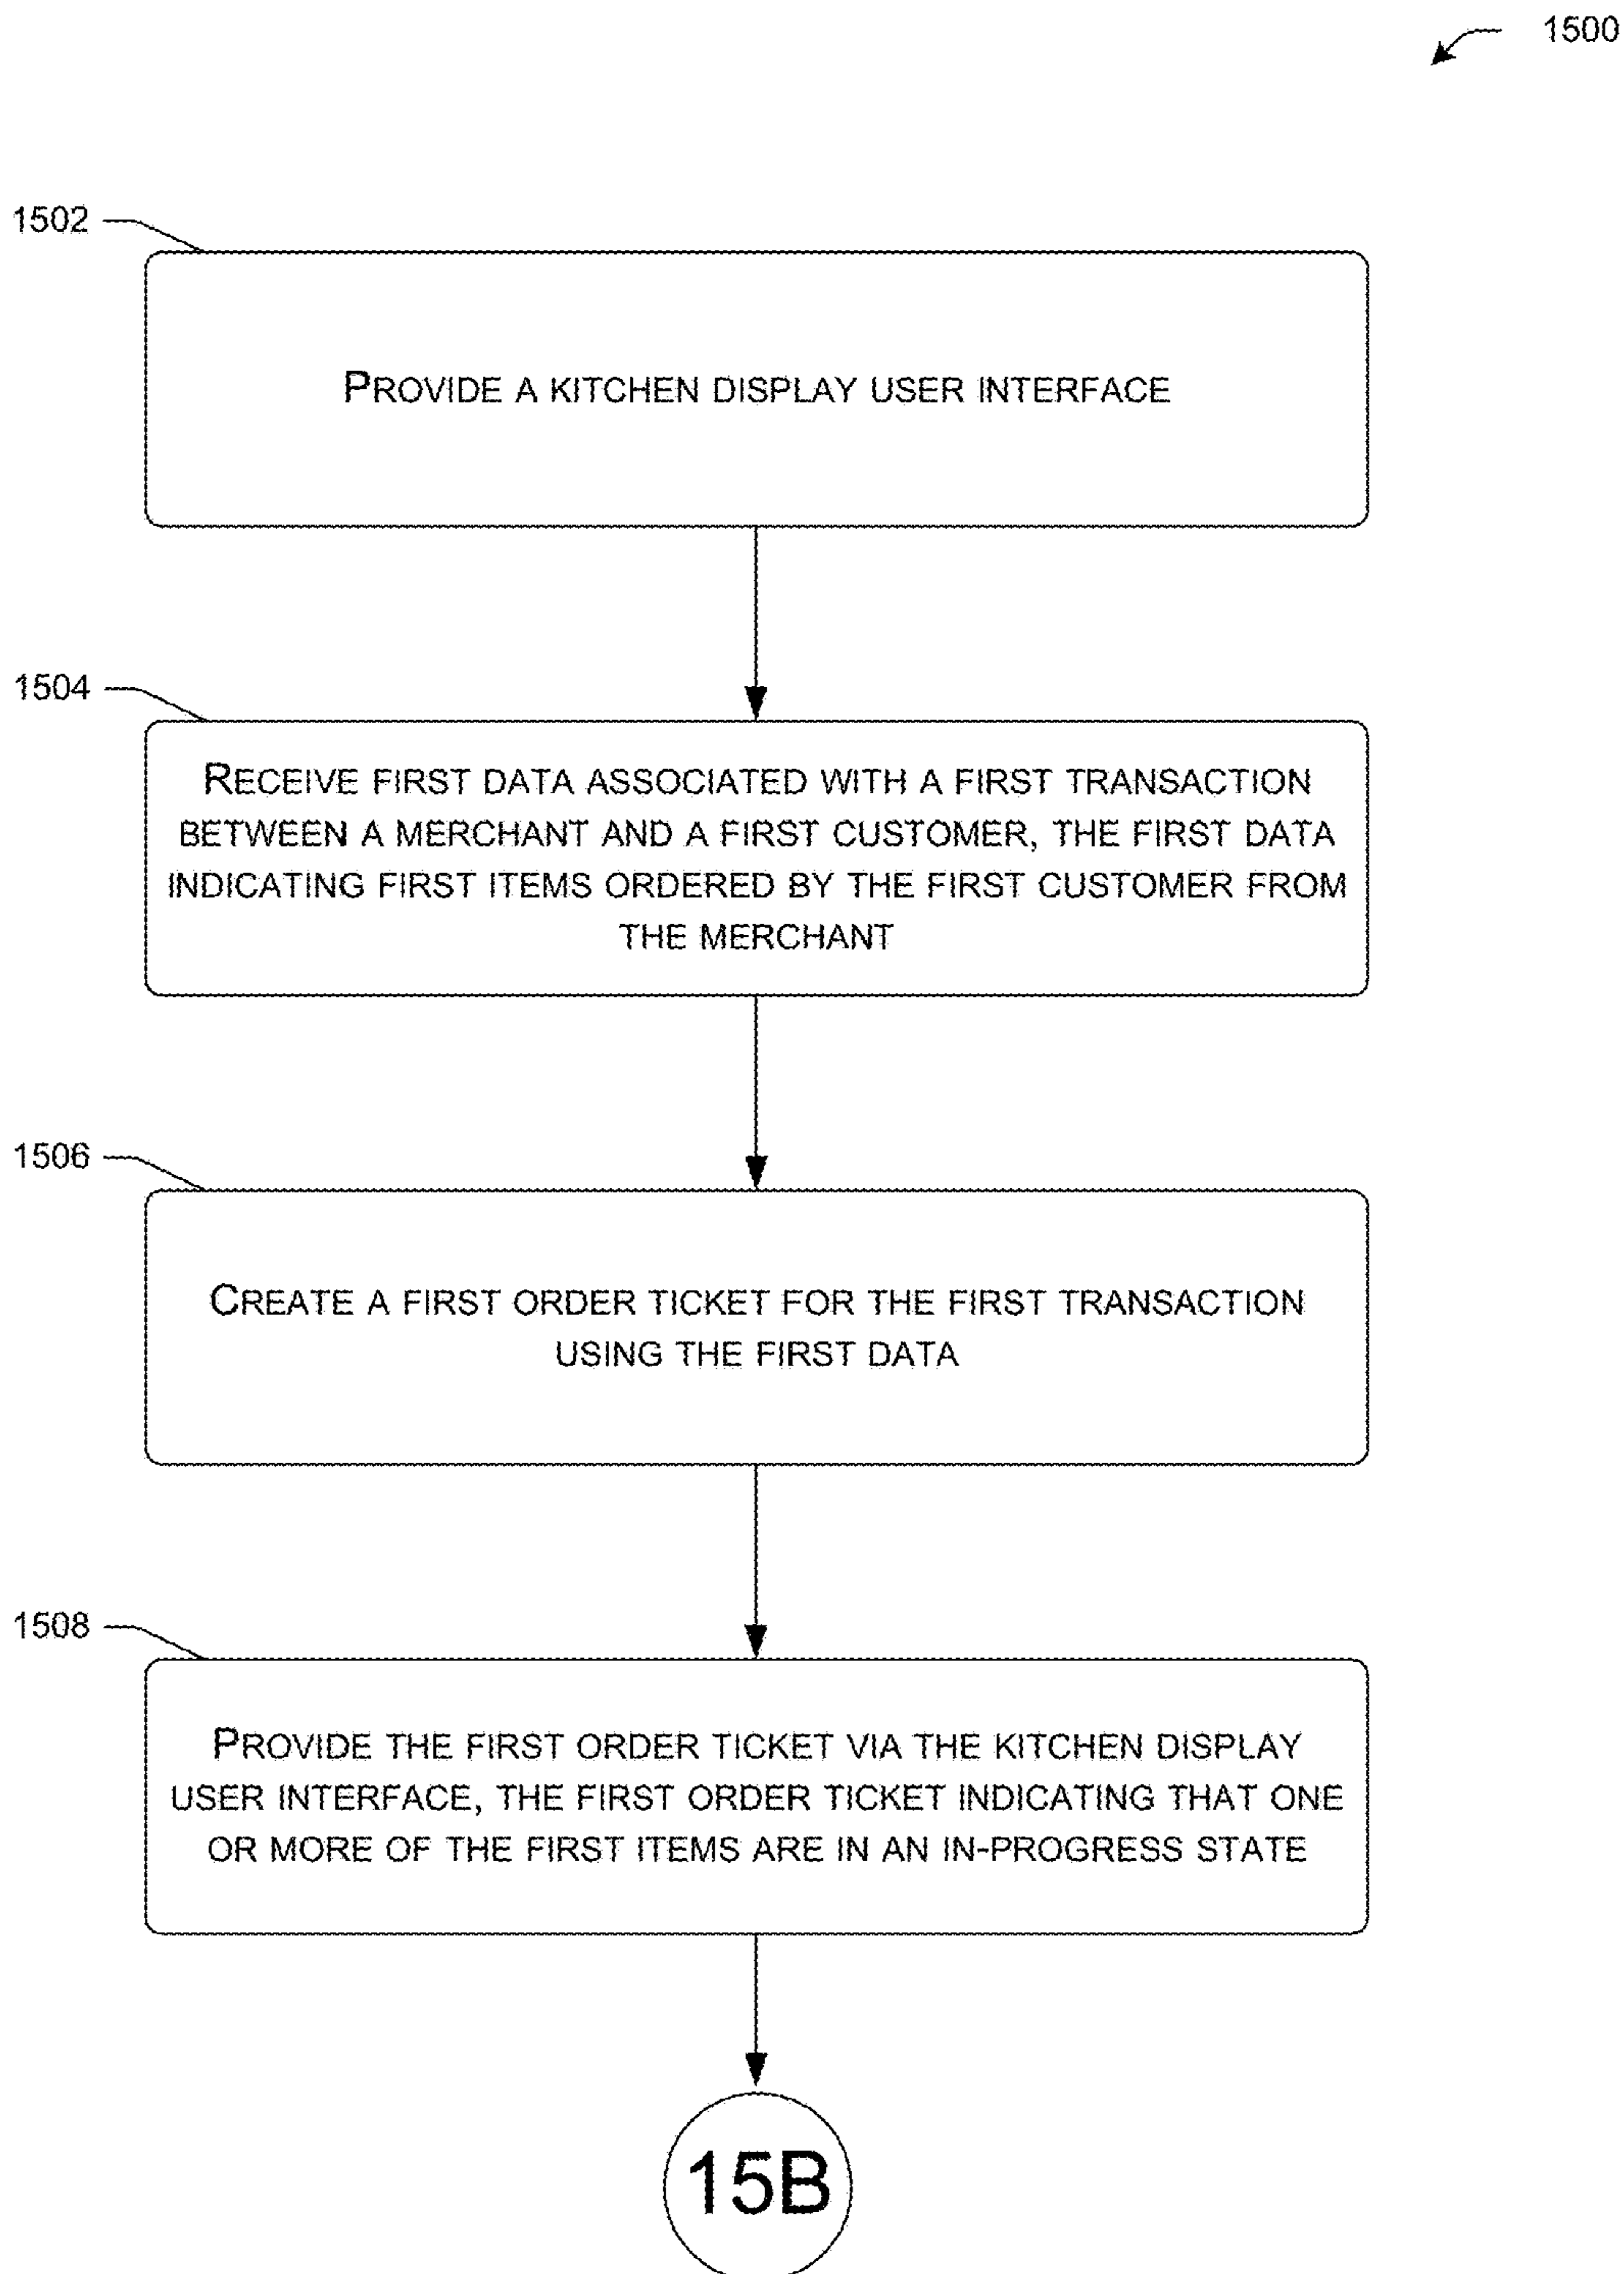 1500
1502
PROVIDE A KITCHEN DISPLAY USER INTERFACE
1504
RECEIVE FIRST DATA ASSOCIATED WITH A FIRST TRANSACTION
BETWEEN A MERCHANT AND A FIRST CUSTOMER, THE FIRST DATA
INDICATING FIRST ITEMS ORDERED BY THE FIRST CUSTOMER FROM
THE MERCHANT
1506
CREATE A FIRST ORDER TICKET FOR THE FIRST TRANSACTION
USING THE FIRST DATA
1508
PROVIDE THE FIRST ORDER TICKET VIA THE KITCHEN DISPLAY
USER INTERFACE, THE FIRST ORDER TICKET INDICATING THAT ONE
OR MORE OF THE FIRST ITEMS ARE IN AN IN-PROGRESS STATE
15B